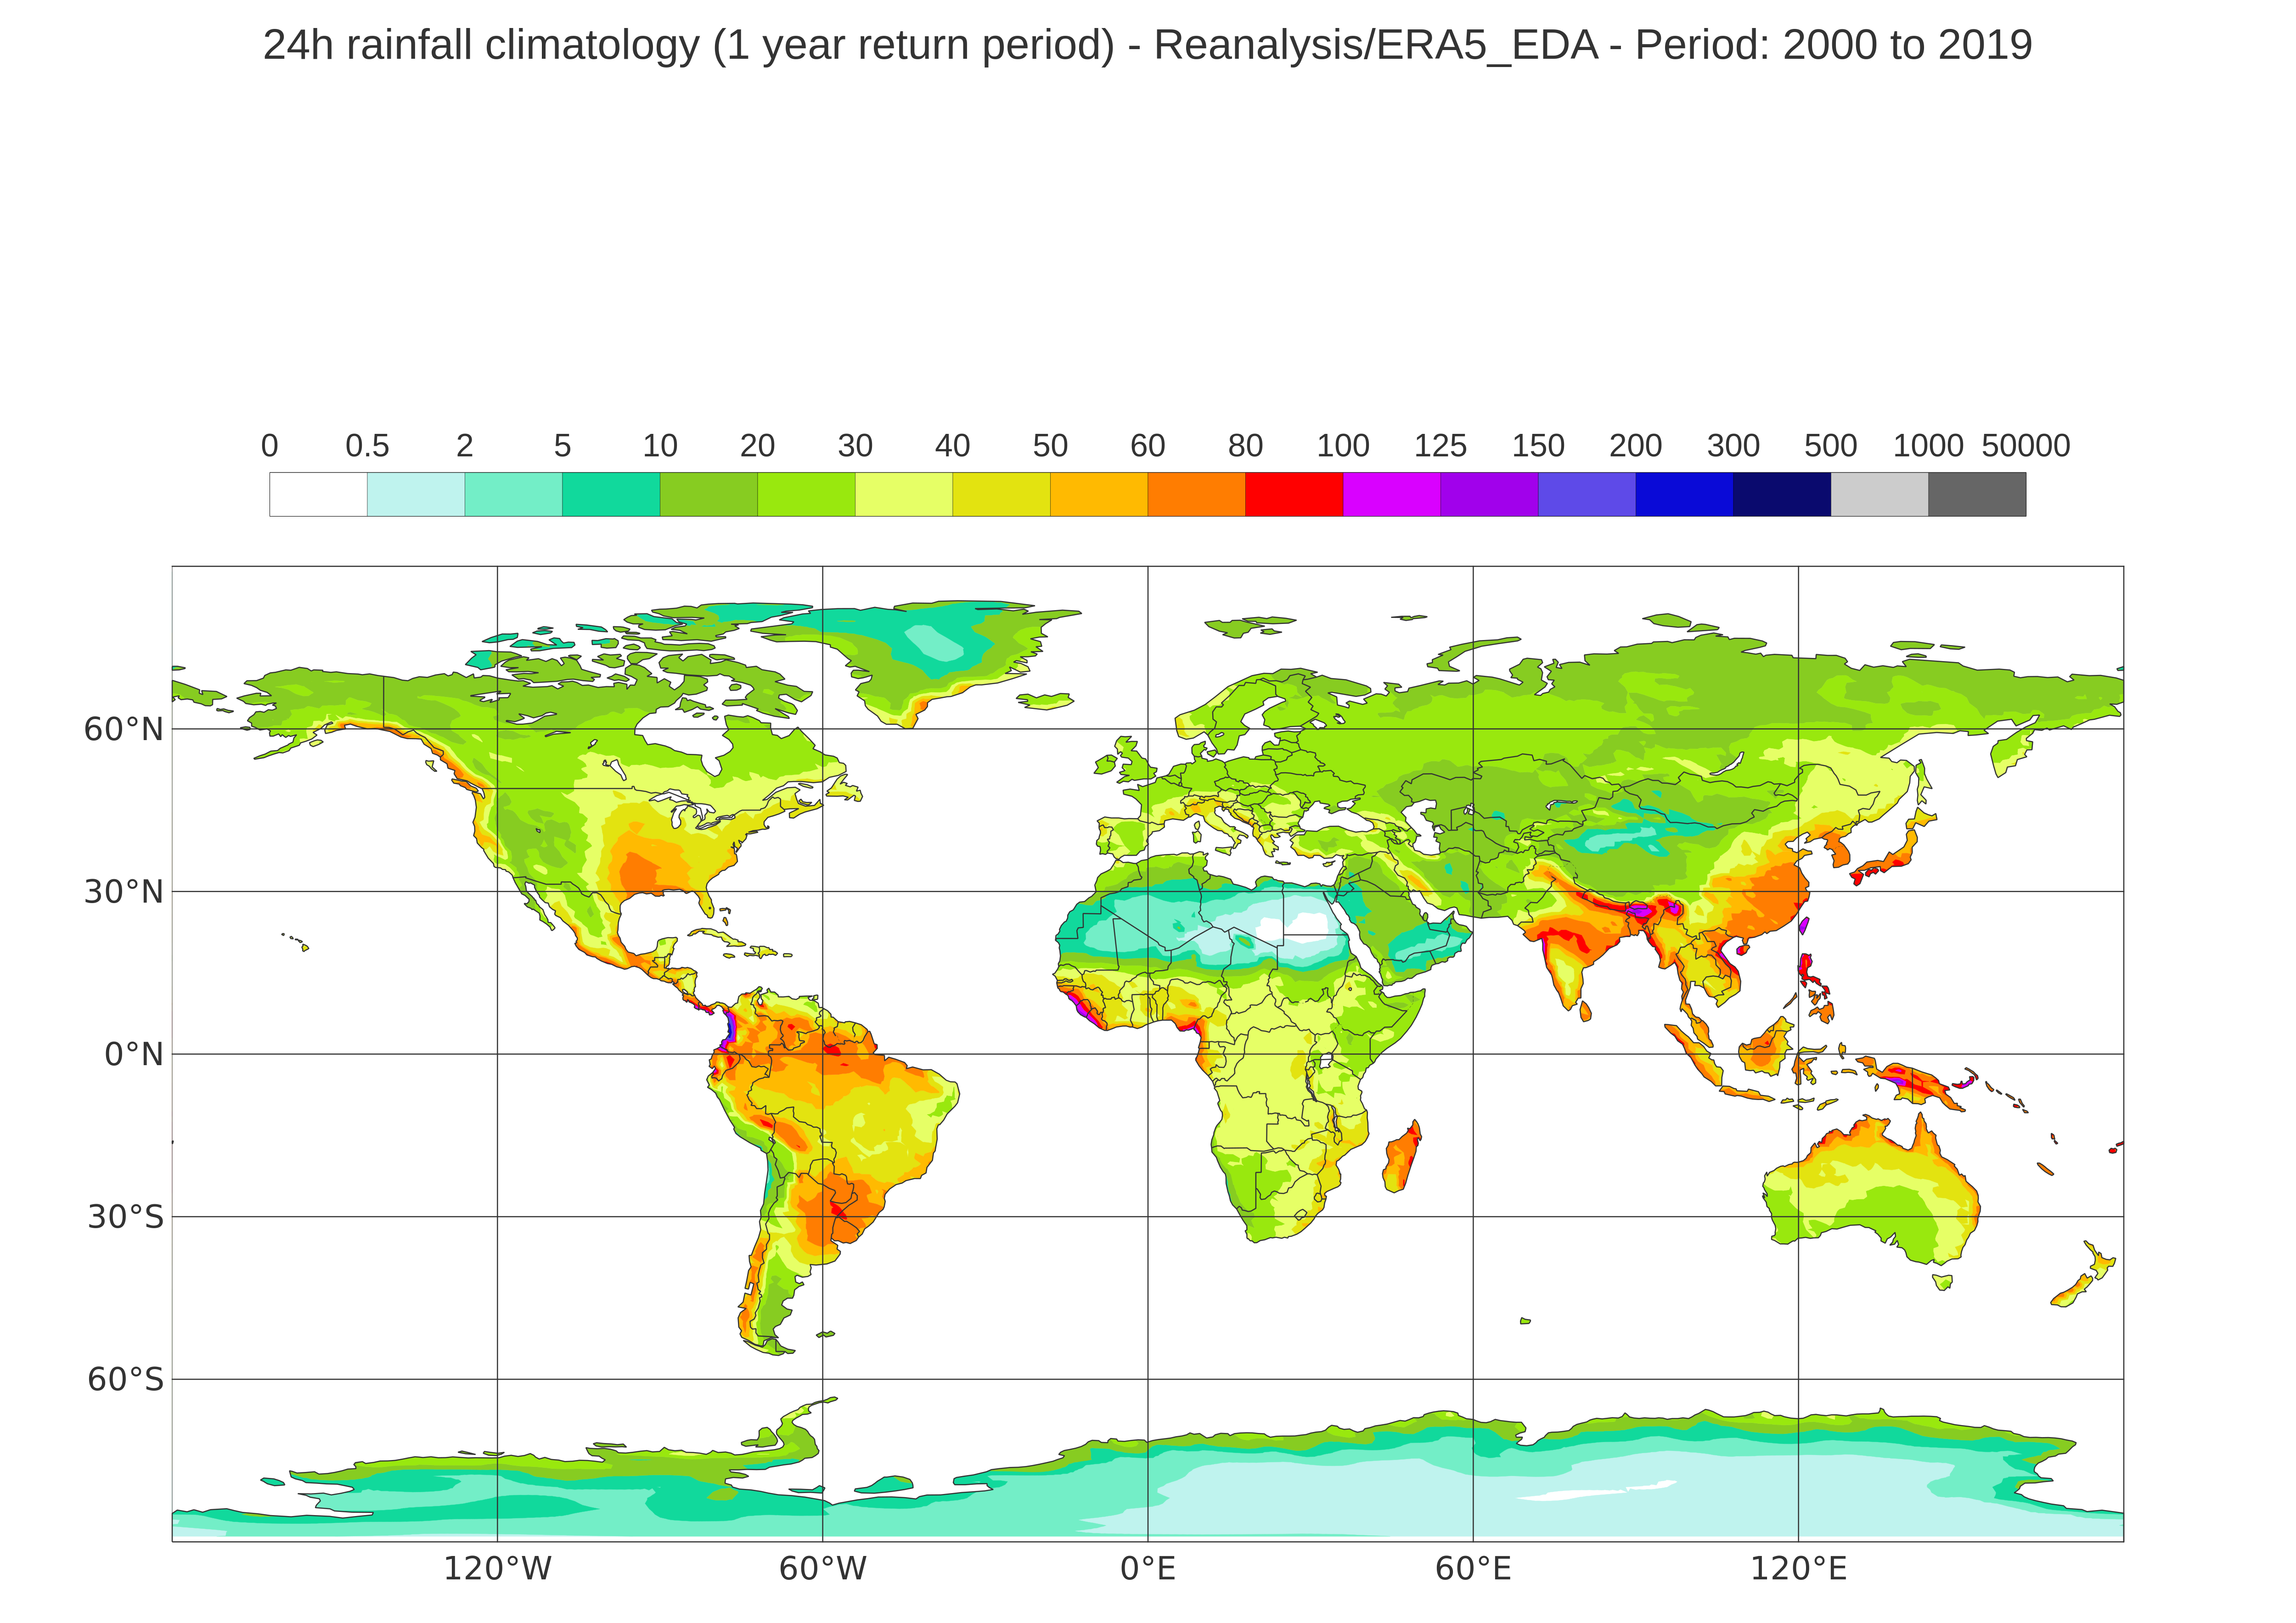 24h rainfall climatology (1 year return period) - Reanalysis/ERA5_EDA - Period: 2000 to 2019
0 0.5 2 5 10 20 30 40 50 60 80 100 125 150 200 300 500 1000 50000
60°N
30°N
0°N
30°S
60°S
120°W 60°W 0°E 60°E 120°E